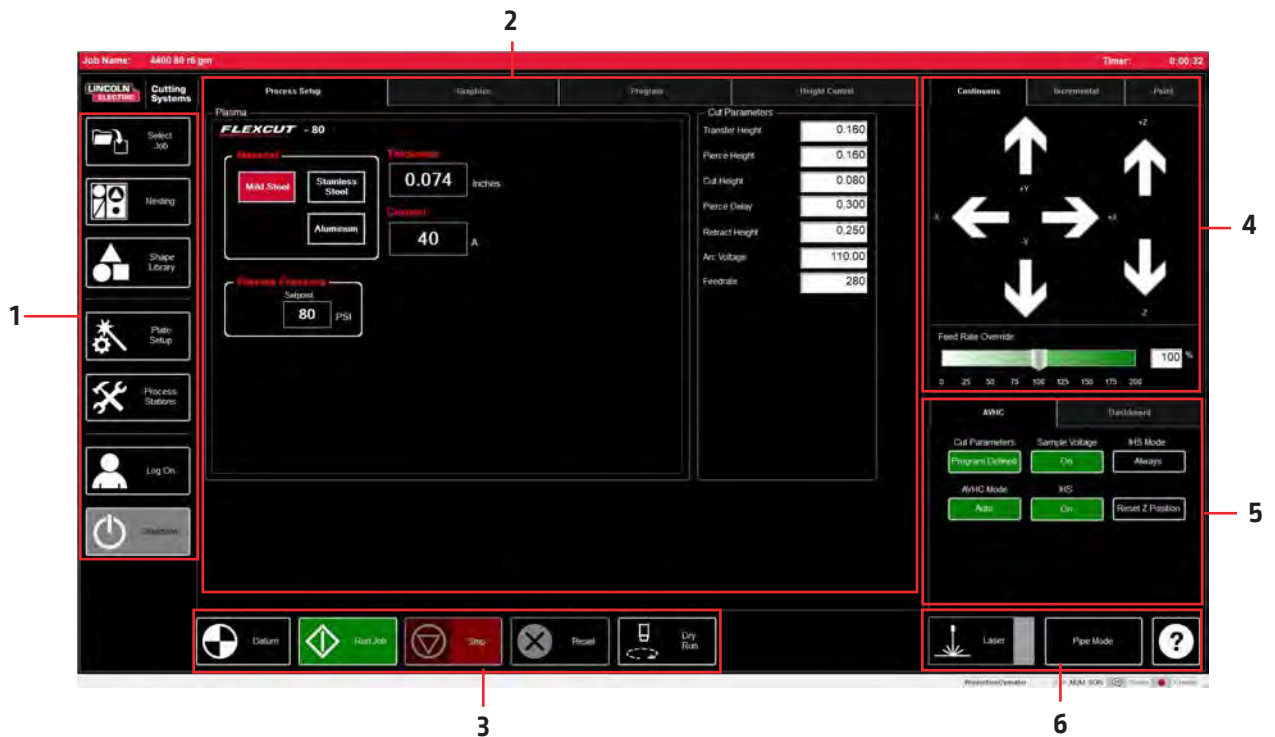 2
Job Name: 4400 80 r6 gm
Timer: 0:00:32
LINCOLN ELECTRIC
Cutting Systems
Process Setup
Graphics
Program
Height Control
Continuous
Incremental
Point
1
Select Job
Nesting
Shape Library
Plate Setup
Process Stations
Log On
Shutdown
Plasma
FLEXCUT - 80
Material
Mild Steel
Stainless Steel
Aluminum
Thickness
0.074 Inches
Current
40 A
Plasma Pressure
Setpoint
80 PSI
Cut Parameters
Transfer Height 0.160
Pierce Height 0.160
Cut Height 0.080
Pierce Delay 0.300
Retract Height 0.250
Arc Voltage 110.00
Feedrate 280
+Z
+Y
-X
+X
-Y
-Z
4
Feed Rate Override
100 %
0 25 50 75 100 125 150 175 200
AVHC
Dashboard
Cut Parameters
Sample Voltage
IHS Mode
Program Defined
On
Always
AVHC Mode
IHS
Auto
On
Reset Z Position
5
Datum
Run Job
Stop
Reset
Dry Run
Laser
Pipe Mode
?
3
6